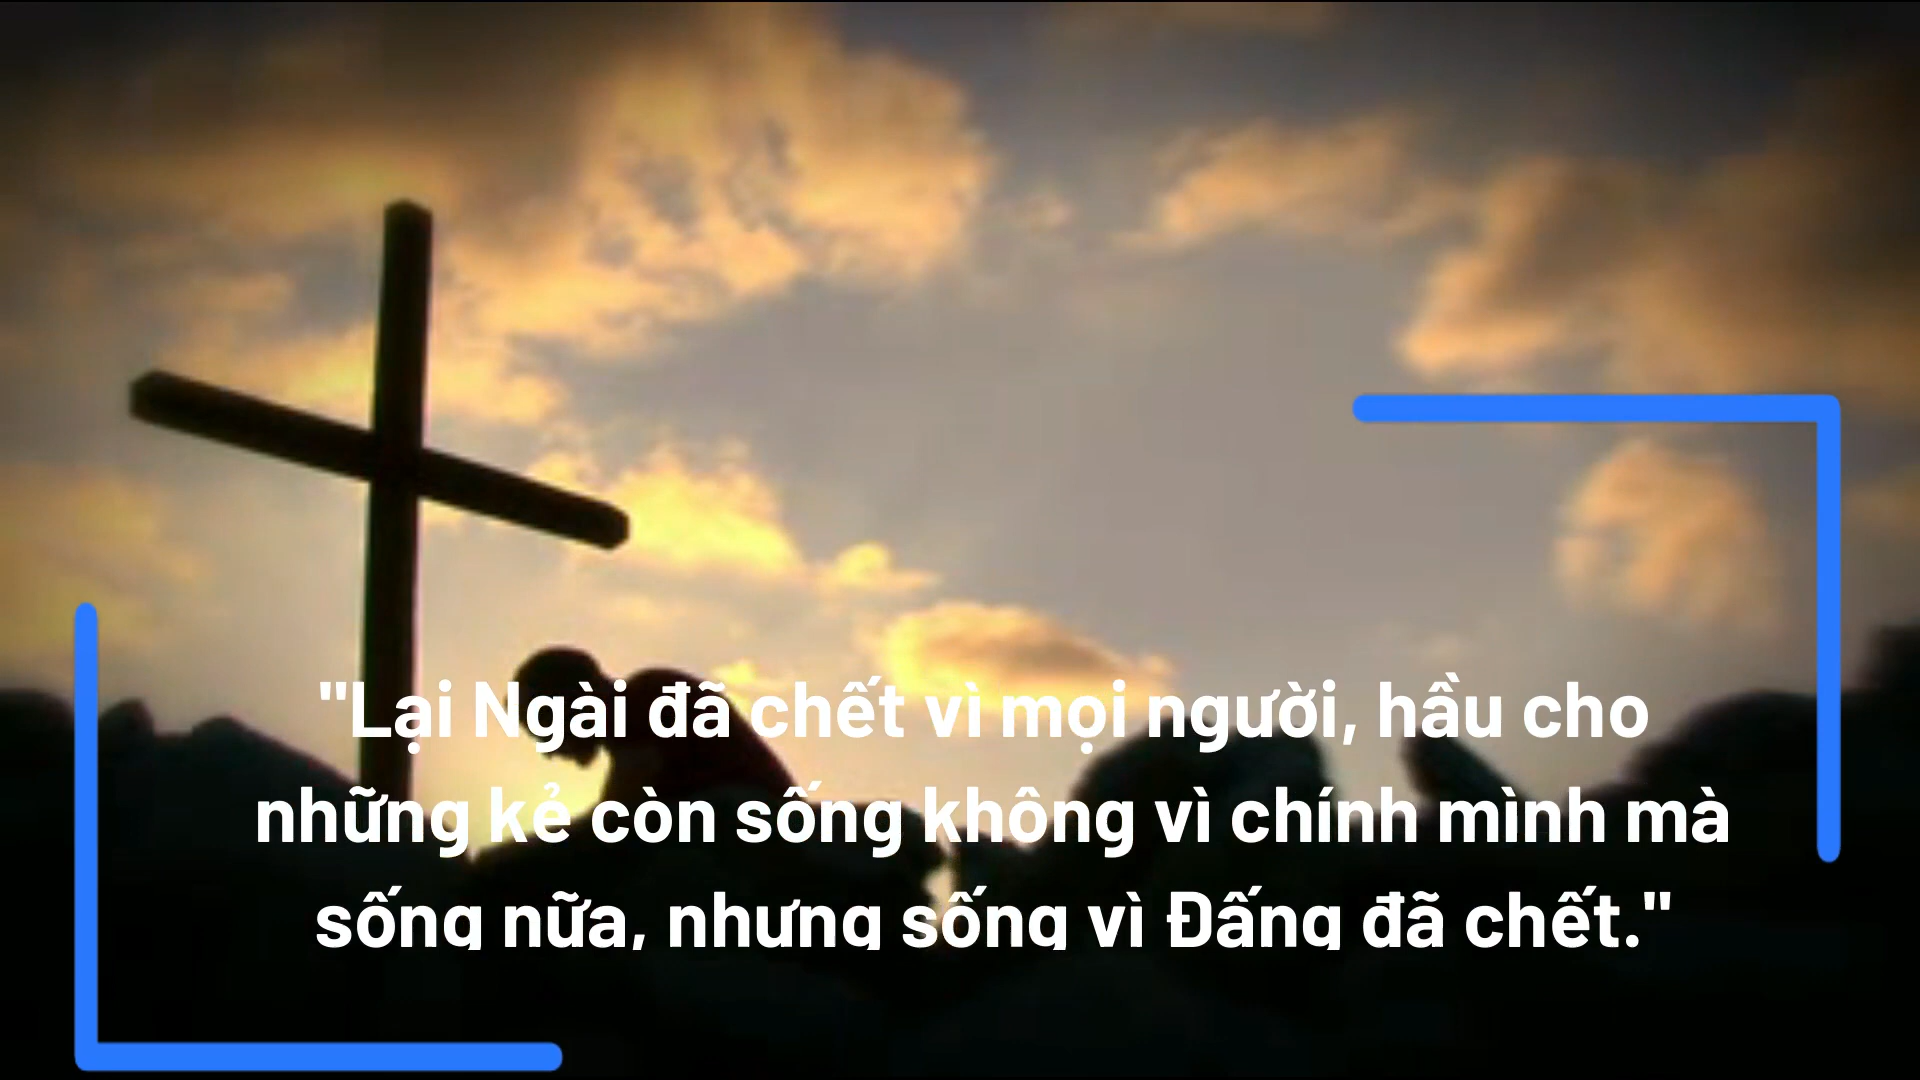 "Lại Ngài đã chết vì mọi người, hầu cho
những kẻ còn sống không vì chính mình mà
sống nữa, nhưng sống vì Đấng đã chết."